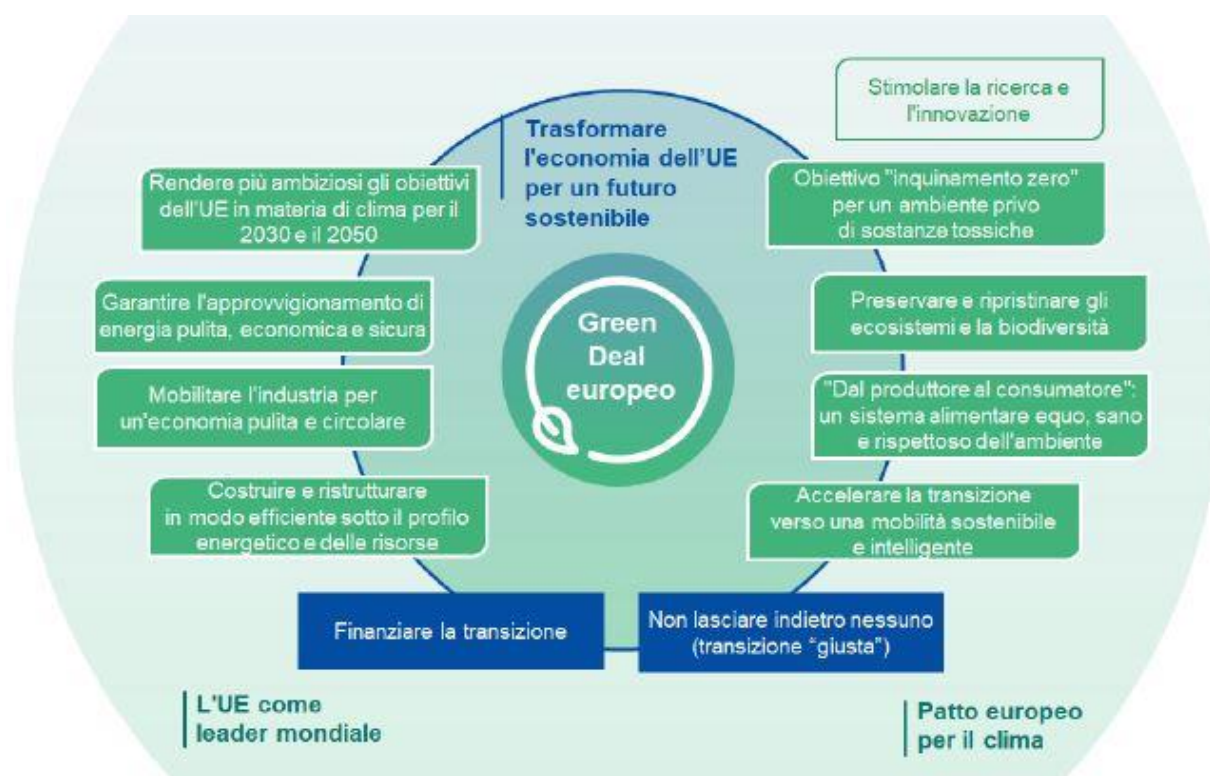 Stimolare la ricerca e
l'innovazione
Trasformare
l'economia dell'UE
per un futuro
sostenibile
Rendere più ambiziosi gli obiettivi
dell'UE in materia di clima per il
2030 e il 2050
Obiettivo "inquinamento zero"
per un ambiente privo
di sostanze tossiche
Garantire l'approvvigionamento di
energia pulita, economica e sicura
Preservare e ripristinare gli
ecosistemi e la biodiversità
Green
Deal
europeo
Mobilitare l'industria per
un'economia pulita e circolare
"Dal produttore al consumatore":
un sistema alimentare equo, sano
e rispettoso dell'ambiente
Costruire e ristrutturare
in modo efficiente sotto il profilo
energetico e delle risorse
Accelerare la transizione
verso una mobilità sostenibile
e intelligente
Finanziare la transizione
Non lasciare indietro nessuno
(transizione “giusta”)
L'UE come
leader mondiale
Patto europeo
per il clima